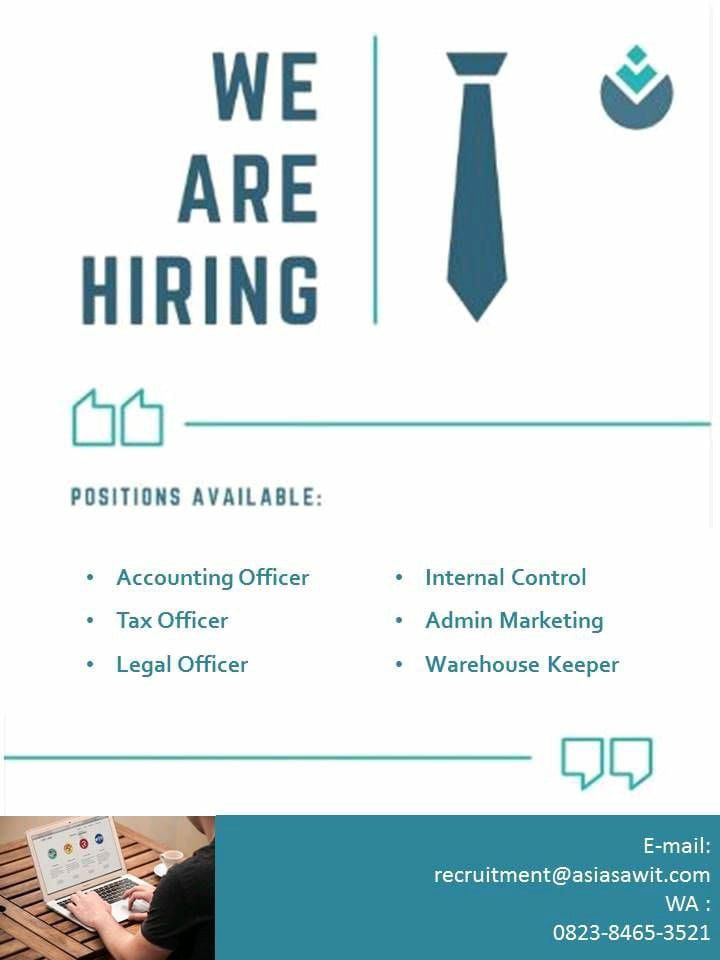 WE
ARE
HIRING
POSITIONS AVAILABLE:
• Accounting Officer
• Tax Officer
• Legal Officer
• Internal Control
• Admin Marketing
• Warehouse Keeper
E-mail:
recruitment@asiasawit.com
WA :
0823-8465-3521